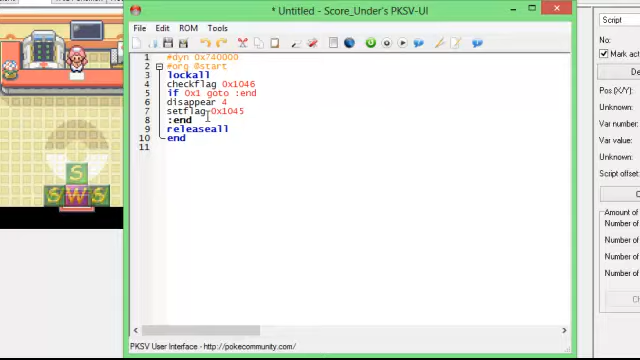 * Untitled - Score_Under's PKSV-UI
File Edit ROM Tools
1 #dyn 0x740000
2 #org @start
3 lockall
4 checkflag 0x1046
5 if 0x1 goto :end
6 disappear 4
7 setflag 0x1045
8 :end
9 releaseall
10 end
11
PKSV User Interface - http://pokecommunity.com/
Script
No:
Mark act
De
Pos (X/Y):
Unknown:
Var number:
Var value:
Unknown:
Script offset:
Amount of
Number of
Number of
Number of
Number of
S
S W S